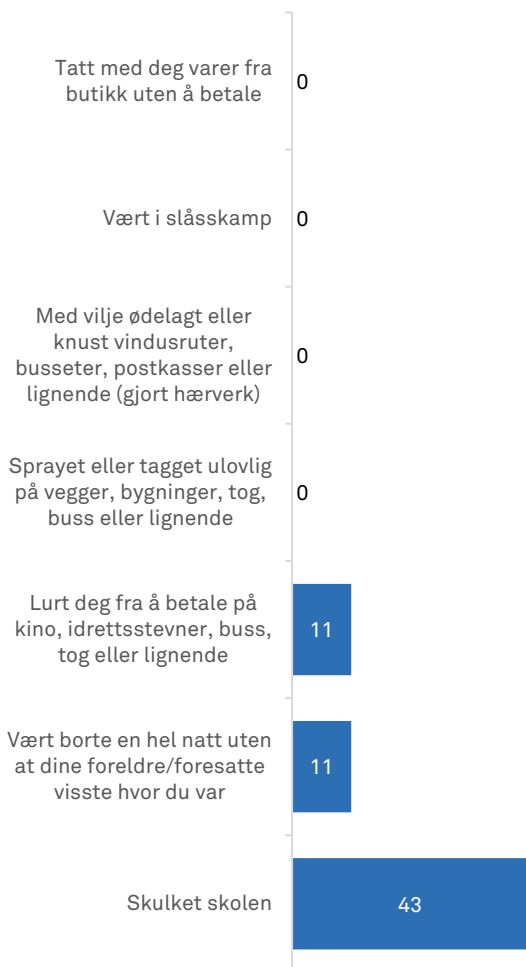 Tatt med deg varer fra
butikk uten å betale
0
Vært i slåsskamp
0
Med vilje ødelagt eller
knust vindusruter,
busseter, postkasser eller
lignende (gjort hærverk)
0
Sprayet eller tagget ulovlig
på vegger, bygninger, tog,
buss eller lignende
0
Lurt deg fra å betale på
kino, idrettsstevner, buss,
tog eller lignende
11
Vært borte en hel natt uten
at dine foreldre/foresatte
visste hvor du var
11
Skulket skolen
43